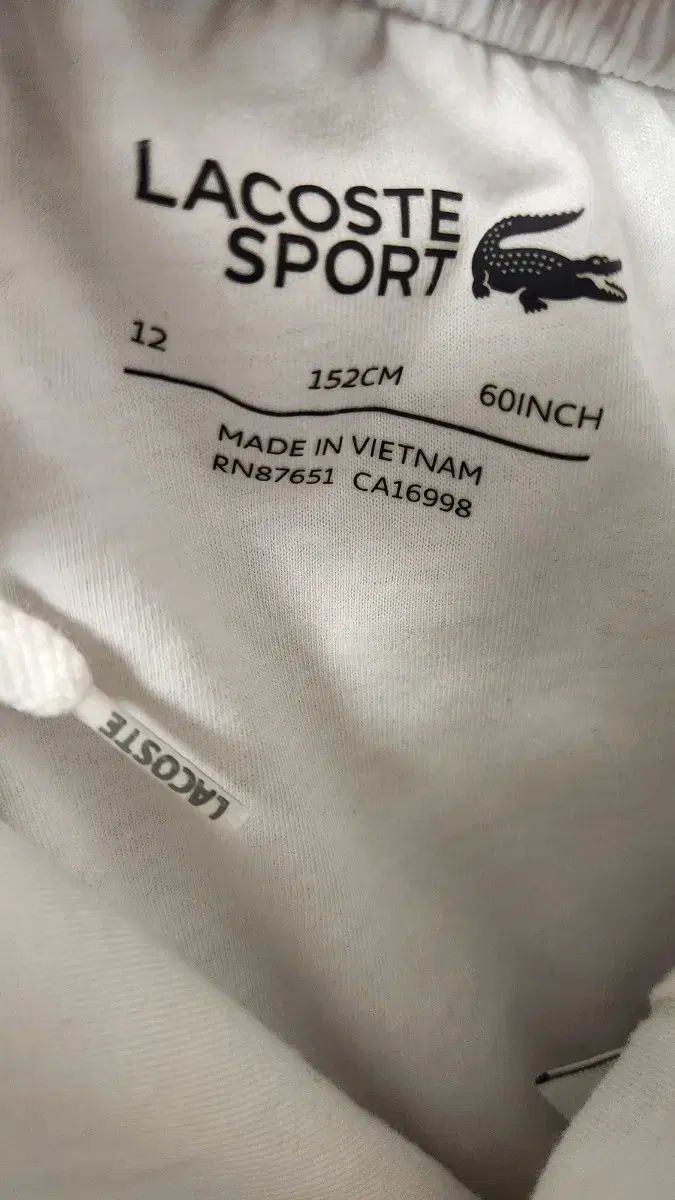 LACOSTE
SPORT
12 152CM 60INCH
MADE IN VIETNAM
RN87651 CA16998
LACOSTE